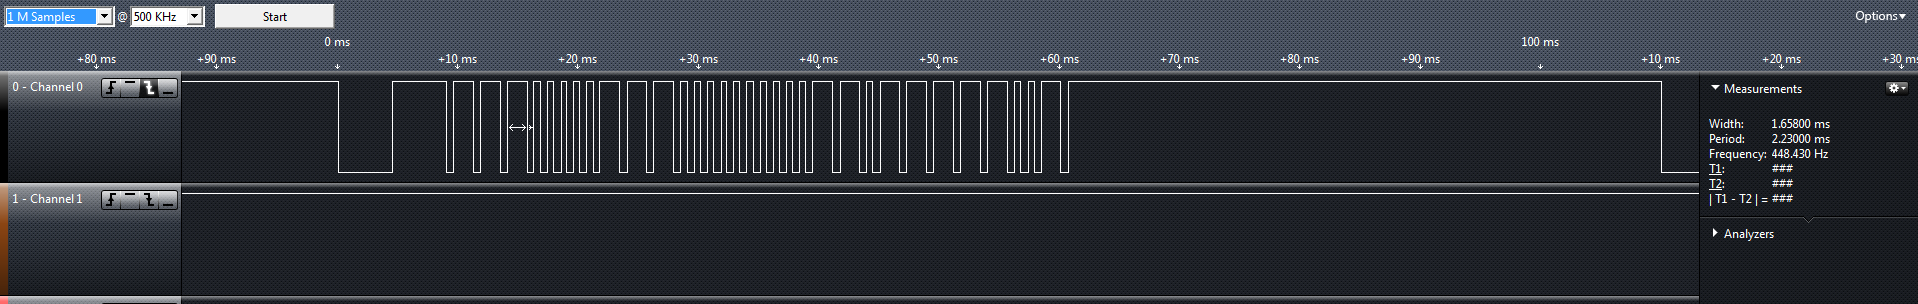 1 M Samples @ 500 KHz Start Options
0 ms 100 ms
+80 ms +90 ms +10 ms +20 ms +30 ms +40 ms +50 ms +60 ms +70 ms +80 ms +90 ms +10 ms +20 ms +30 ms
0 - Channel 0
Measurements
Width: 1.65800 ms
Period: 2.23000 ms
Frequency: 448.430 Hz
T1: ###
T2: ###
| T1 - T2 | = ###
1 - Channel 1
Analyzers